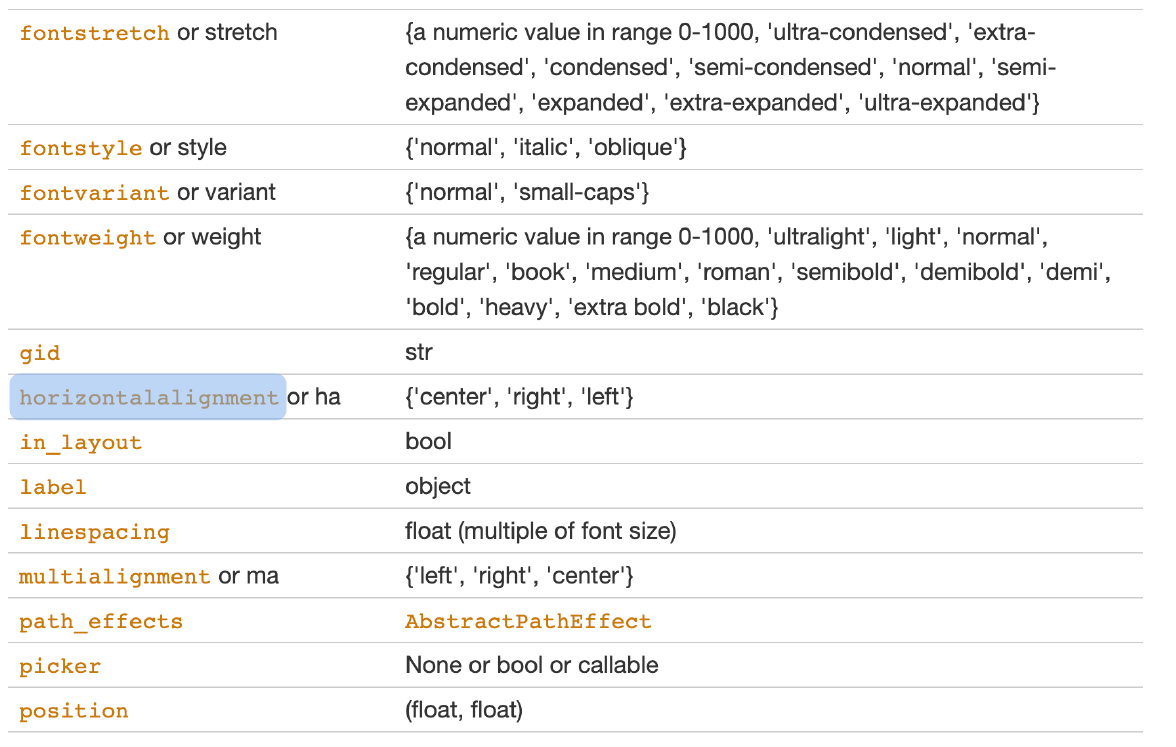 fontstretch or stretch {a numeric value in range 0-1000, 'ultra-condensed', 'extra-
condensed', 'condensed', 'semi-condensed', 'normal', 'semi-
expanded', 'expanded', 'extra-expanded', 'ultra-expanded'}
fontstyle or style {'normal', 'italic', 'oblique'}
fontvariant or variant {'normal', 'small-caps'}
fontweight or weight {a numeric value in range 0-1000, 'ultralight', 'light', 'normal',
'regular', 'book', 'medium', 'roman', 'semibold', 'demibold', 'demi',
'bold', 'heavy', 'extra bold', 'black'}
gid str
horizontalalignment or ha {'center', 'right', 'left'}
in_layout bool
label object
linespacing float (multiple of font size)
multialignment or ma {'left', 'right', 'center'}
path_effects AbstractPathEffect
picker None or bool or callable
position (float, float)